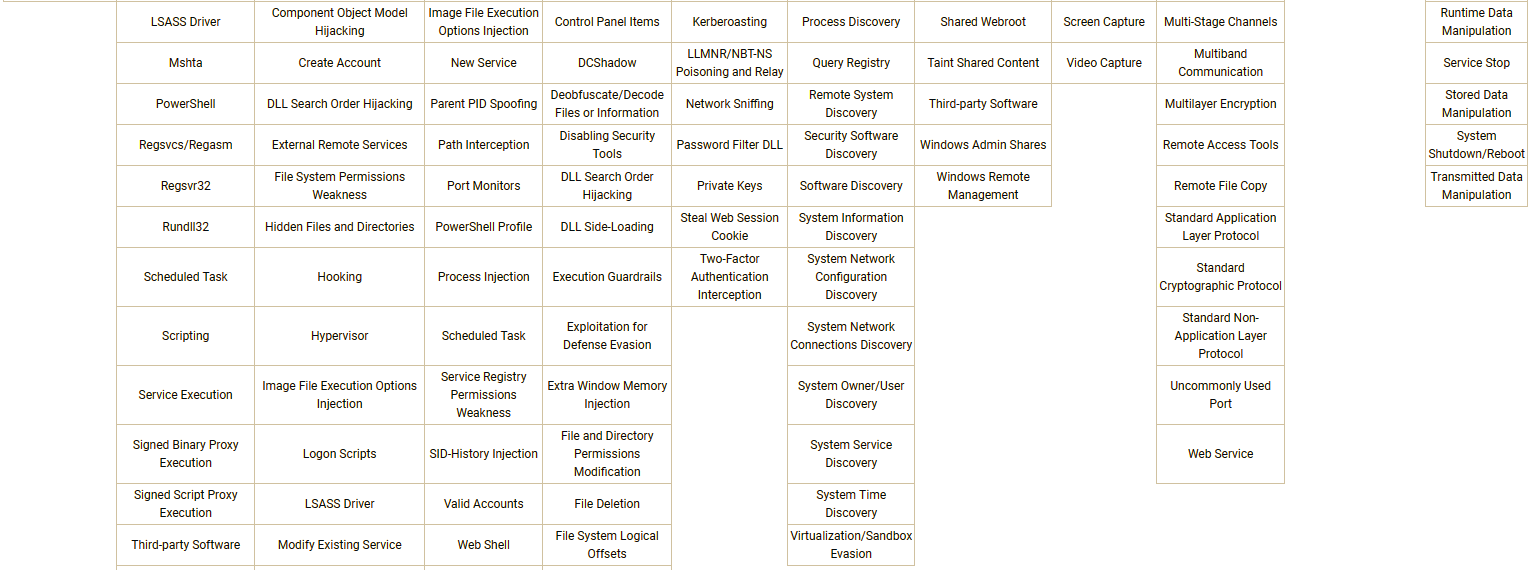 LSASS Driver
Component Object Model
Hijacking
Image File Execution
Options Injection
Control Panel Items
Kerberoasting
Process Discovery
Shared Webroot
Screen Capture
Multi-Stage Channels
Runtime Data
Manipulation
Mshta
Create Account
New Service
DCShadow
LLMNR/NBT-NS
Poisoning and Relay
Query Registry
Taint Shared Content
Video Capture
Multiband
Communication
Service Stop
PowerShell
DLL Search Order Hijacking
Parent PID Spoofing
Deobfuscate/Decode
Files or Information
Network Sniffing
Remote System
Discovery
Third-party Software
Multilayer Encryption
Stored Data
Manipulation
Regsvcs/Regasm
External Remote Services
Path Interception
Disabling Security
Tools
Password Filter DLL
Security Software
Discovery
Windows Admin Shares
Remote Access Tools
System
Shutdown/Reboot
Regsvr32
File System Permissions
Weakness
Port Monitors
DLL Search Order
Hijacking
Private Keys
Software Discovery
Windows Remote
Management
Remote File Copy
Transmitted Data
Manipulation
Rundll32
Hidden Files and Directories
PowerShell Profile
DLL Side-Loading
Steal Web Session
Cookie
System Information
Discovery
Standard Application
Layer Protocol
Scheduled Task
Hooking
Process Injection
Execution Guardrails
Two-Factor
Authentication
Interception
System Network
Configuration
Discovery
Standard
Cryptographic Protocol
Scripting
Hypervisor
Scheduled Task
Exploitation for
Defense Evasion
System Network
Connections Discovery
Standard Non-
Application Layer
Protocol
Service Execution
Image File Execution Options
Injection
Service Registry
Permissions
Weakness
Extra Window Memory
Injection
System Owner/User
Discovery
Uncommonly Used
Port
Signed Binary Proxy
Execution
Logon Scripts
SID-History Injection
File and Directory
Permissions
Modification
System Service
Discovery
Web Service
Signed Script Proxy
Execution
LSASS Driver
Valid Accounts
File Deletion
System Time
Discovery
Third-party Software
Modify Existing Service
Web Shell
File System Logical
Offsets
Virtualization/Sandbox
Evasion